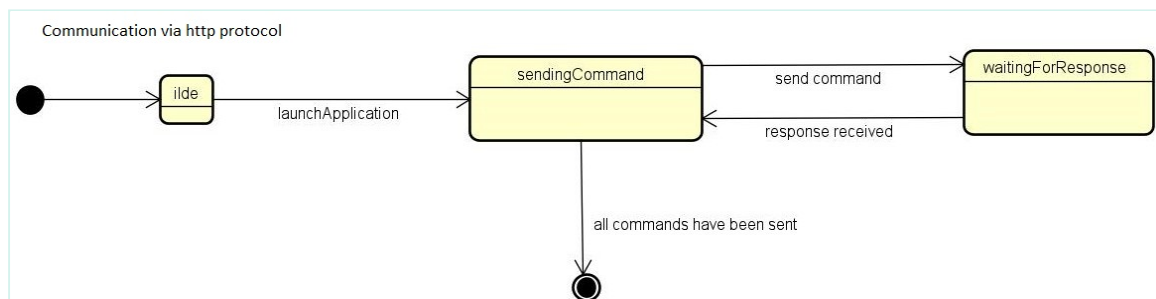 Communication via http protocol
ilde
launchApplication
sendingCommand
send command
response received
waitingForResponse
all commands have been sent